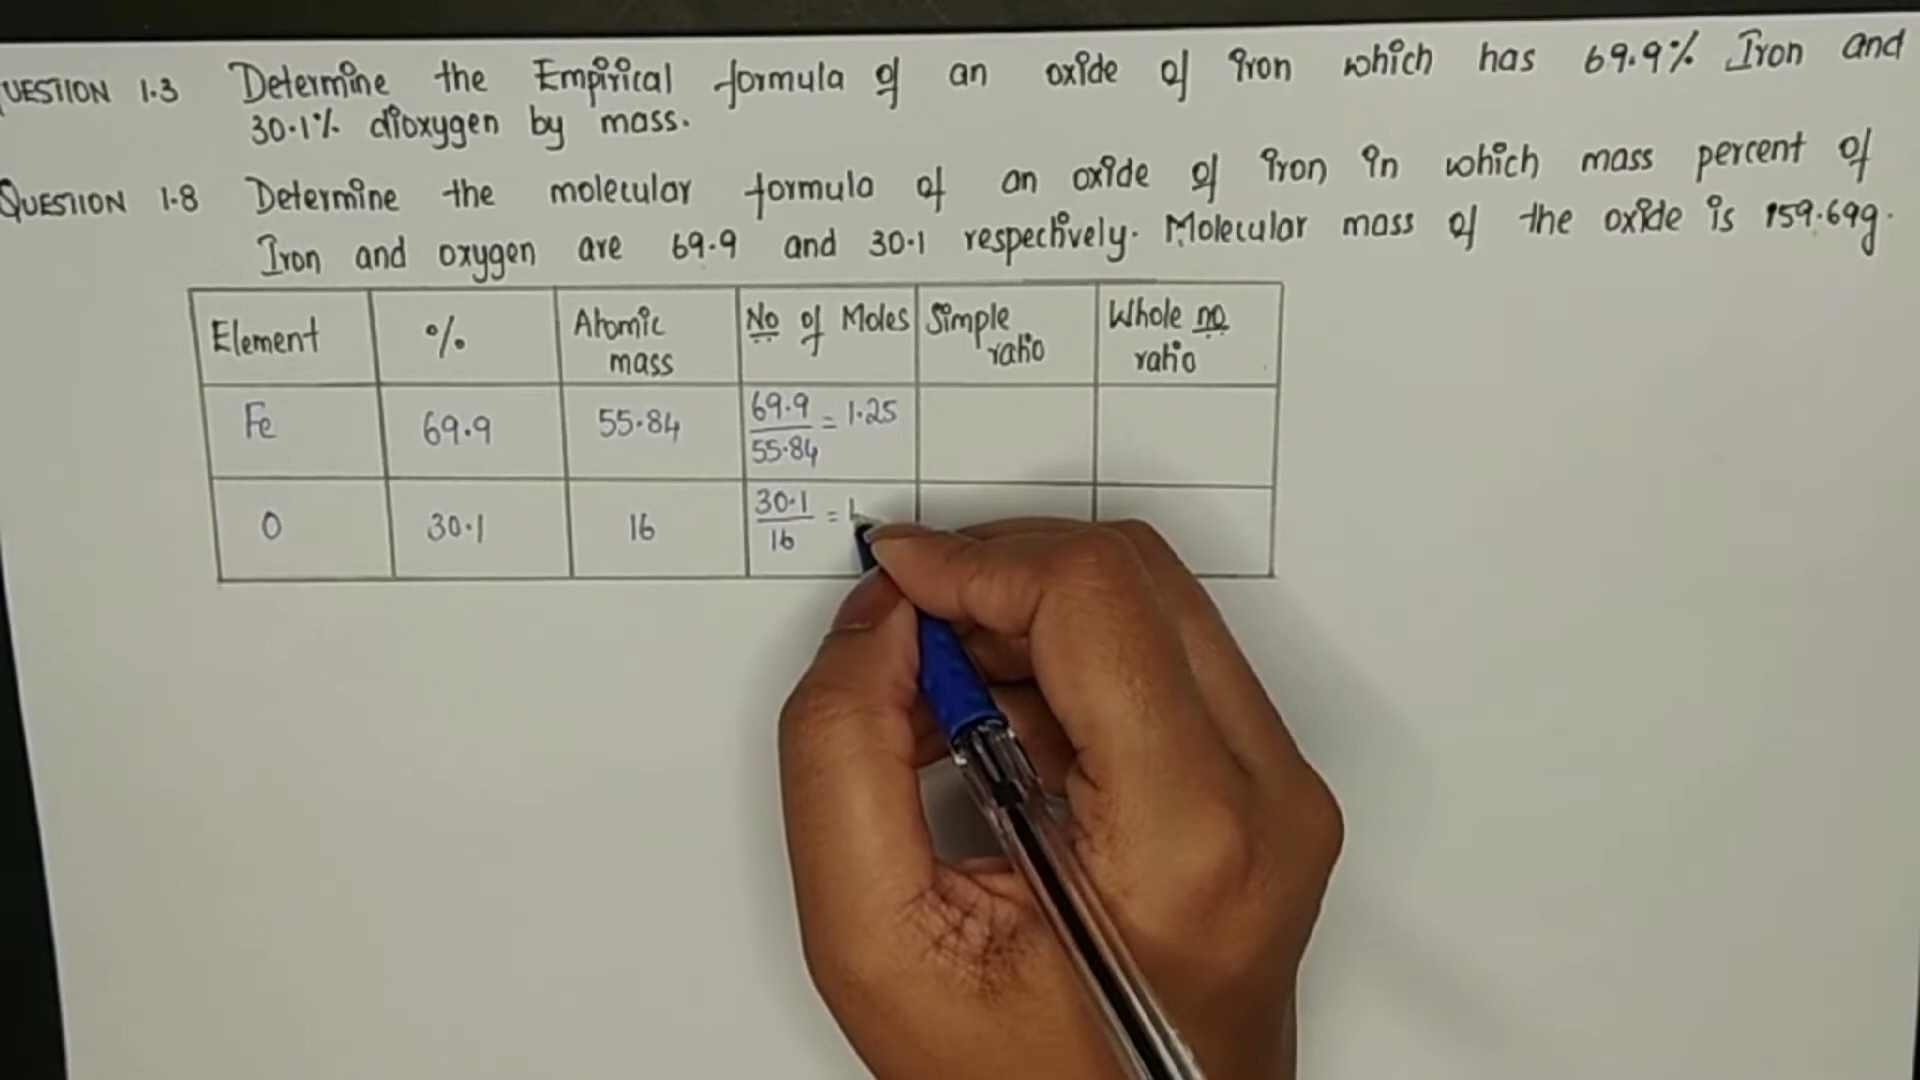 UESTION 1.3 Determine the Empirical formula of an oxide of iron which has 69.9% Iron and
30.1% dioxygen by mass.
QUESTION 1.8 Determine the molecular formula of an oxide of iron in which mass percent of
Iron and oxygen are 69.9 and 30.1 respectively. Molecular mass of the oxide is 159.69g.
Element % Atomic mass No of Moles Simple ratio Whole no ratio
Fe 69.9 55.84 69.9/55.84 = 1.25
O 30.1 16 30.1/16 = 1